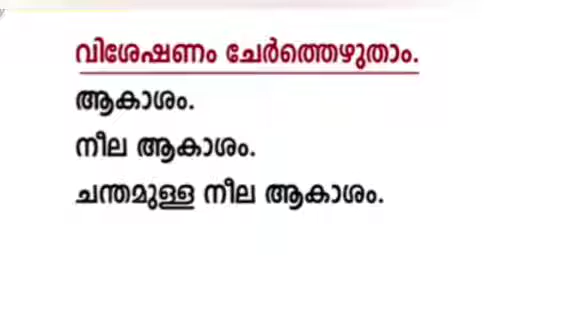 വിശേഷണം ചേർത്തെഴുതാം.
ആകാശം.
നീല ആകാശം.
ചന്തമുള്ള നീല ആകാശം.